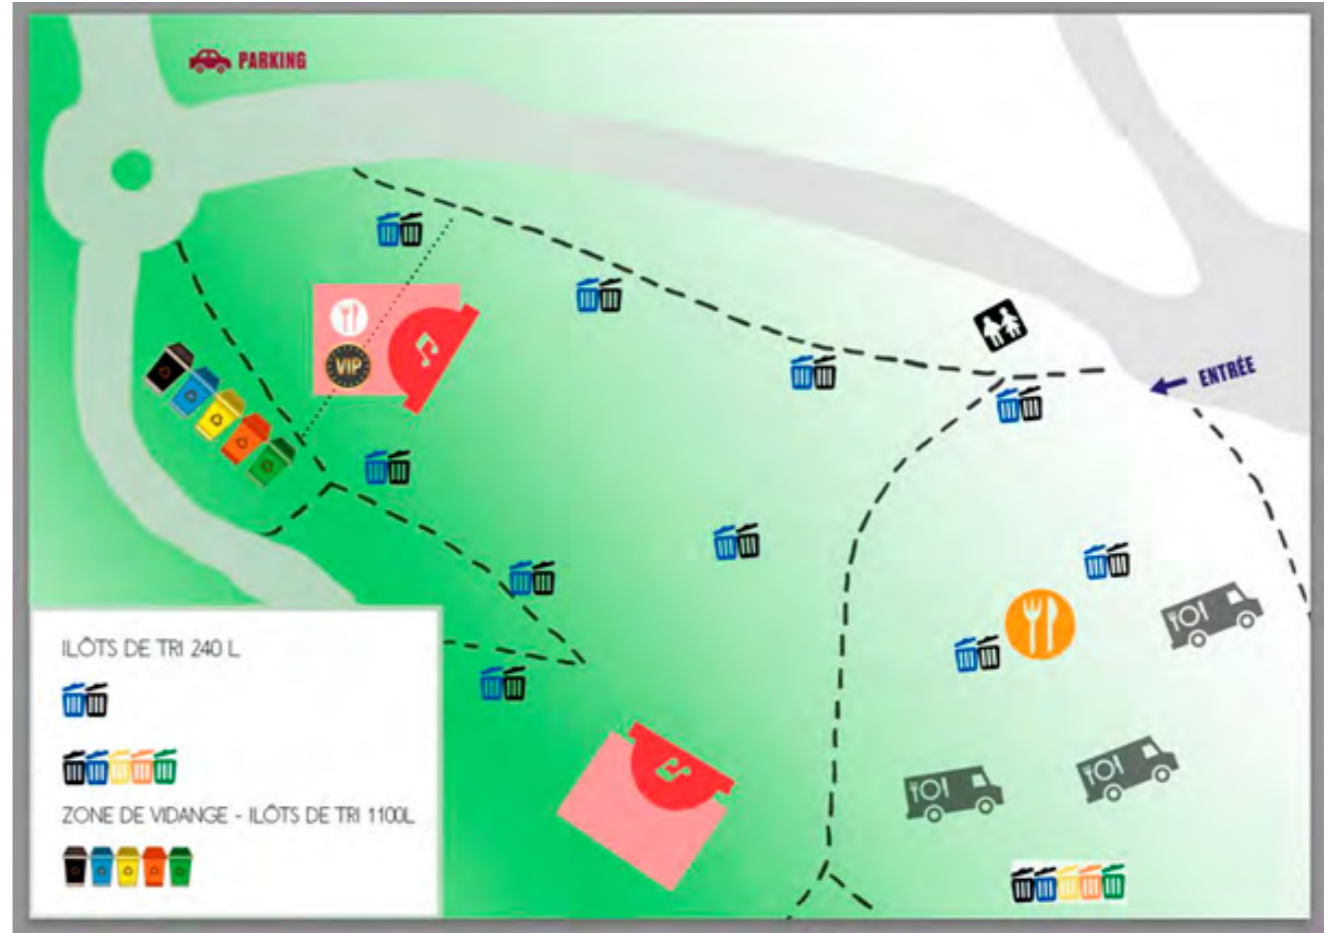 PARKING
ENTRÉE
VIP
ILÔTS DE TRI 240 L
ZONE DE VIDANGE - ILÔTS DE TRI 1100L